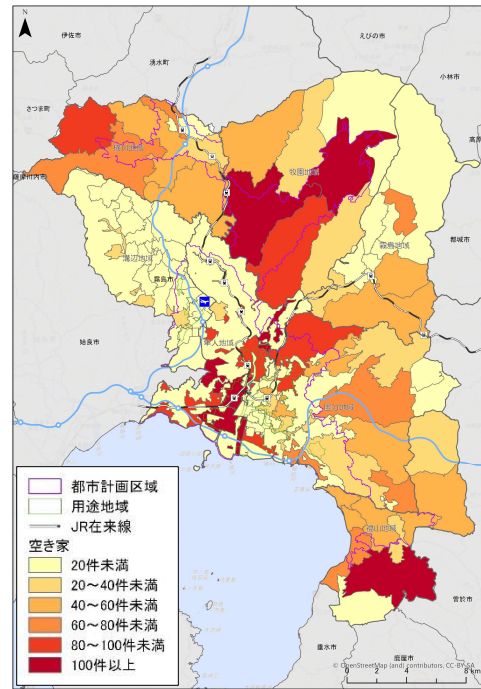 N
伊佐市
えびの市
湧水町
小林市
さつま町
高原
横川地域
薩摩川内市
牧園地域
都城市
霧島地域
溝辺地域
霧島市
姶良市
隼人地域
国分地域
福山地域
都市計画区域
用途地域
JR在来線
空き家
20件未満
20～40件未満
40～60件未満
60～80件未満
80～100件未満
100件以上
曽於市
垂水市
鹿屋市
© OpenStreetMap (and) contributors, CC-BY-SA
0 2 4 8 km